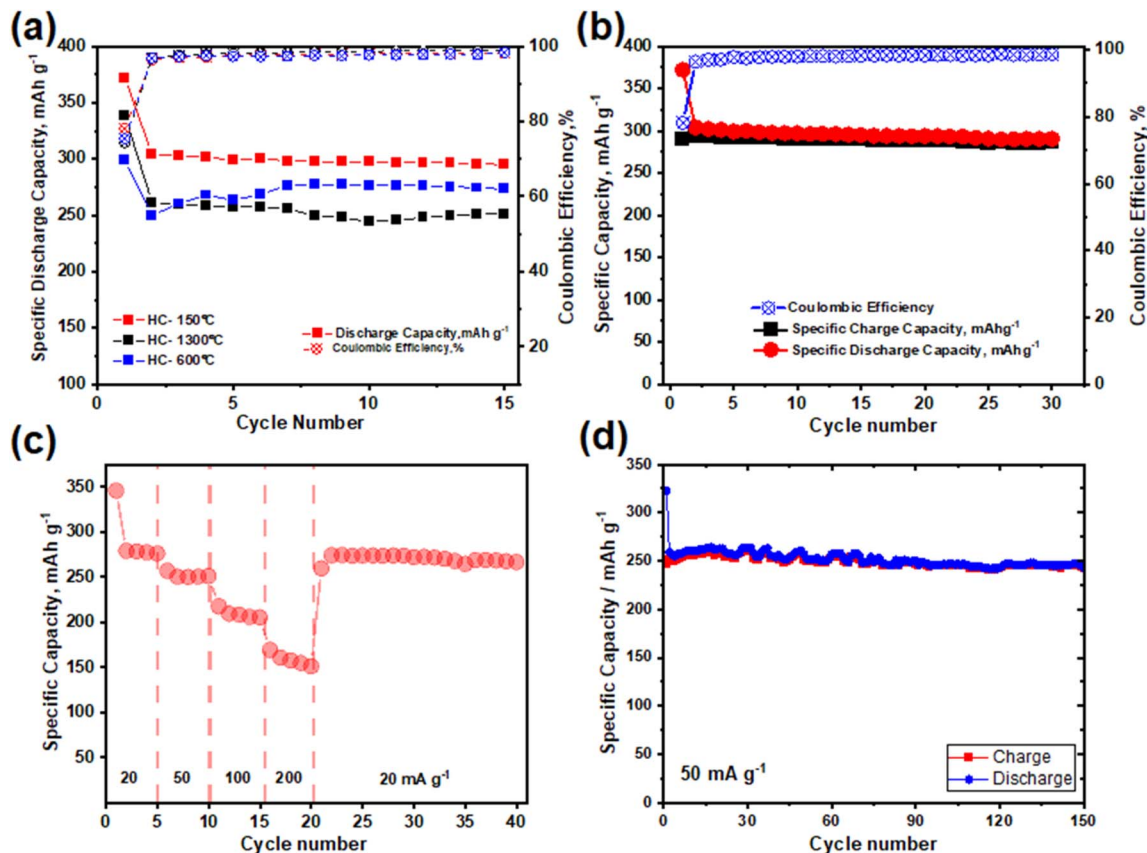 (a)
Specific Discharge Capacity, mAh g-1
400
350
300
250
200
150
100
0
5
10
15
Cycle Number
100
80
60
40
20
Coulombic Efficiency,%
HC- 150°C
HC- 1300°C
HC- 600°C
Discharge Capacity,mAh g-1
Coulombic Efficiency,%
(b)
Specific Capacity, mAh g-1
400
350
300
250
200
150
100
50
0
0
5
10
15
20
25
30
Cycle number
100
80
60
40
20
0
Coulombic Efficiency,%
Coulombic Efficiency
Specific Charge Capacity, mAhg-1
Specific Discharge Capacity, mAhg-1
(c)
Specific Capacity, mAh g-1
350
300
250
200
150
100
50
20
50
100
200
20 mA g-1
0
5
10
15
20
25
30
35
40
Cycle number
(d)
Specific Capacity / mAh g-1
350
300
250
200
150
100
50
0
50 mA g-1
Charge
Discharge
0
30
60
90
120
150
Cycle number